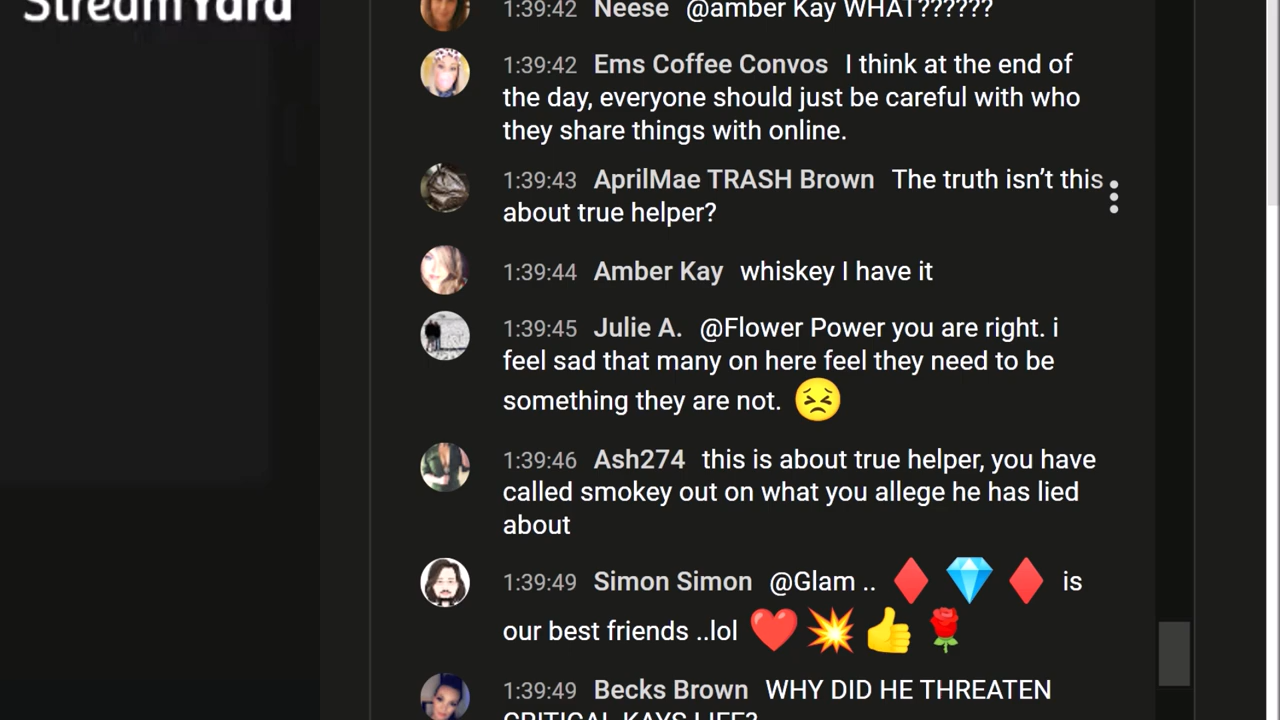 StreamYard
1:39:42 Neese @amber Kay WHAT??????
1:39:42 Ems Coffee Convos I think at the end of
the day, everyone should just be careful with who
they share things with online.
1:39:43 AprilMae TRASH Brown The truth isn’t this
about true helper?
1:39:44 Amber Kay whiskey I have it
1:39:45 Julie A. @Flower Power you are right. i
feel sad that many on here feel they need to be
something they are not. 😣
1:39:46 Ash274 this is about true helper, you have
called smokey out on what you allege he has lied
about
1:39:49 Simon Simon @Glam .. ♦️ 💎 ♦️ is
our best friends ..lol ❤️ 💥 👍 🌹
1:39:49 Becks Brown WHY DID HE THREATEN
CRITICAL KAYS LIFE?